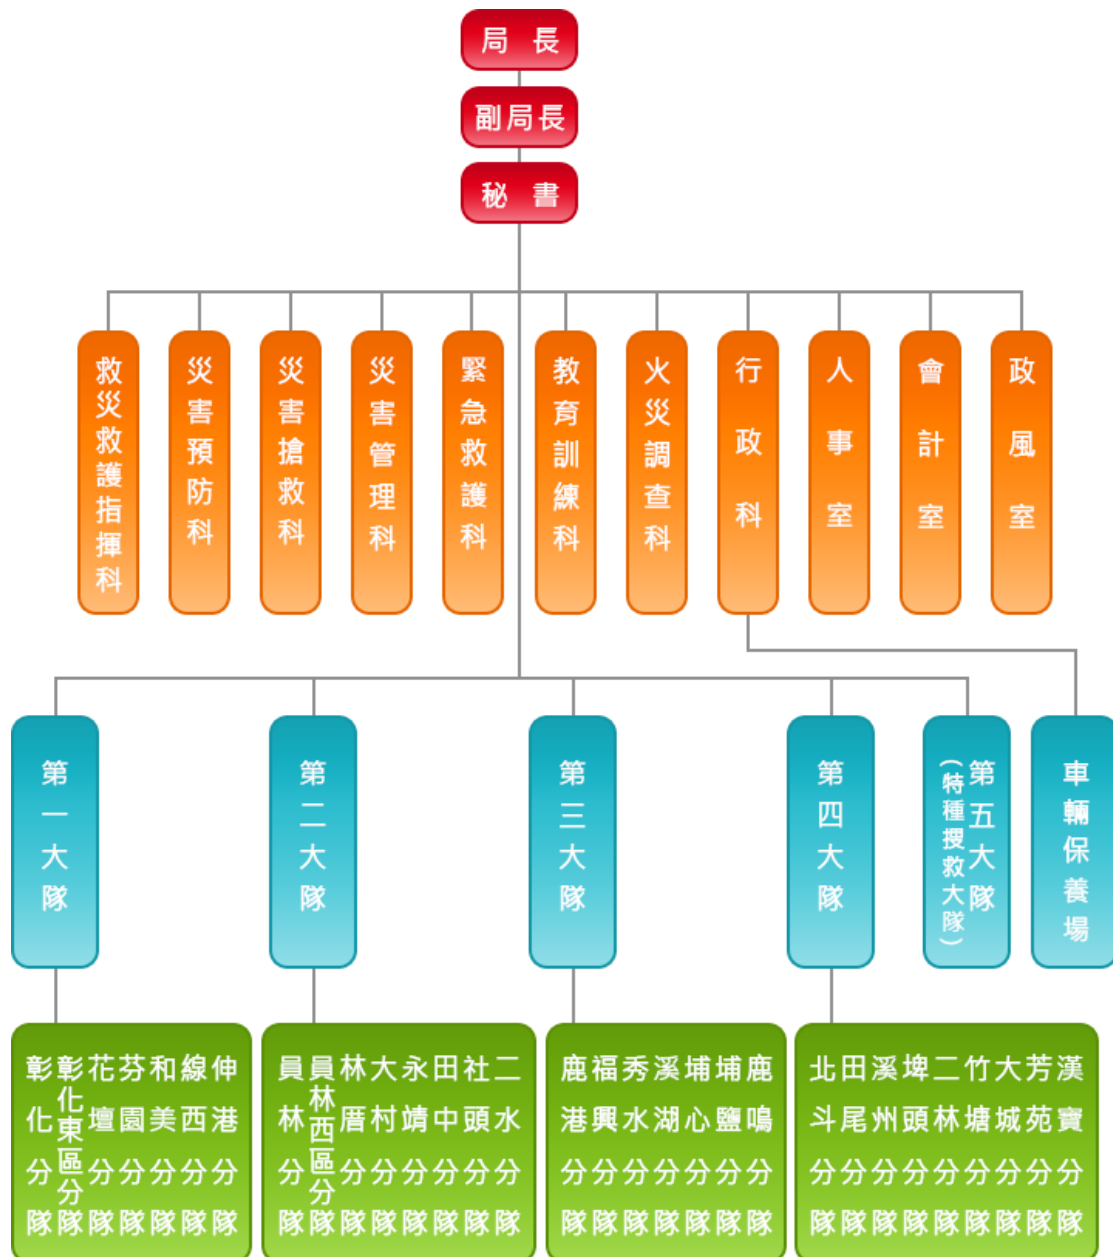 局長
副局長
秘書
救災救護指揮科
災害預防科
災害搶救科
災害管理科
緊急救護科
教育訓練科
火災調查科
行政科
人事室
會計室
政風室
第一大隊
第二大隊
第三大隊
第四大隊
第五大隊
(特種搜救大隊)
車輛保養場
彰化分隊
彰化東區分隊
花壇分隊
芬園分隊
和美分隊
線西分隊
伸港分隊
員林分隊
員林西區分隊
林厝分隊
大村分隊
永靖分隊
田中分隊
社頭分隊
二水分隊
鹿港分隊
福興分隊
秀水分隊
溪湖分隊
埔心分隊
埔鹽分隊
鹿鳴分隊
北斗分隊
田尾分隊
溪州分隊
埤頭分隊
二林分隊
竹塘分隊
大城分隊
芳苑分隊
漢寶分隊